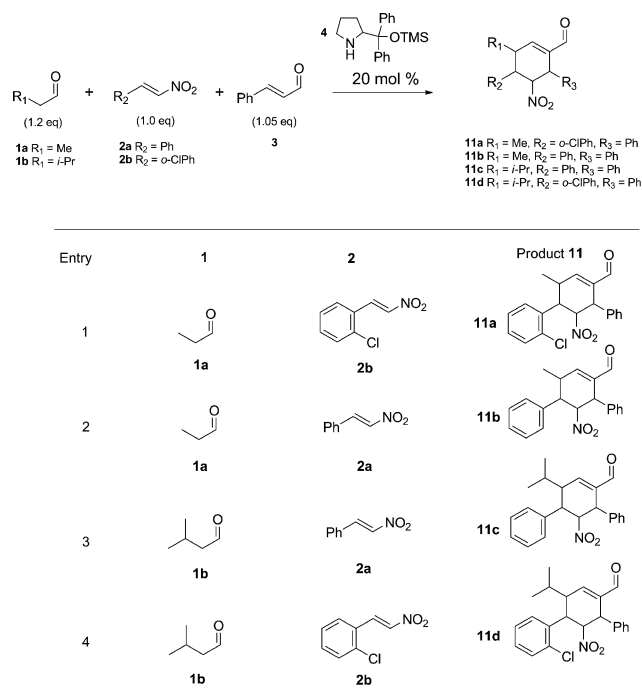 4
Ph
OTMS
N
H
Ph
20 mol %
R1
O
R2
NO2
Ph
O
(1.2 eq)
(1.0 eq)
(1.05 eq)
+
+
1a R1 = Me
1b R1 = i-Pr
2a R2 = Ph
2b R2 = o-ClPh
3
R1
O
R2
R3
NO2
11a R1 = Me, R2 = o-ClPh, R3 = Ph
11b R1 = Me, R2 = Ph, R3 = Ph
11c R1 = i-Pr, R2 = Ph, R3 = Ph
11d R1 = i-Pr, R2 = o-ClPh, R3 = Ph
Entry 1 2 Product 11
1
O
1a
NO2
Cl
2b
11a
O
Ph
NO2
Cl
2
O
1a
Ph
NO2
2a
11b
O
Ph
NO2
3
O
1b
Ph
NO2
2a
11c
O
Ph
NO2
4
O
1b
NO2
Cl
2b
11d
O
Ph
NO2
Cl